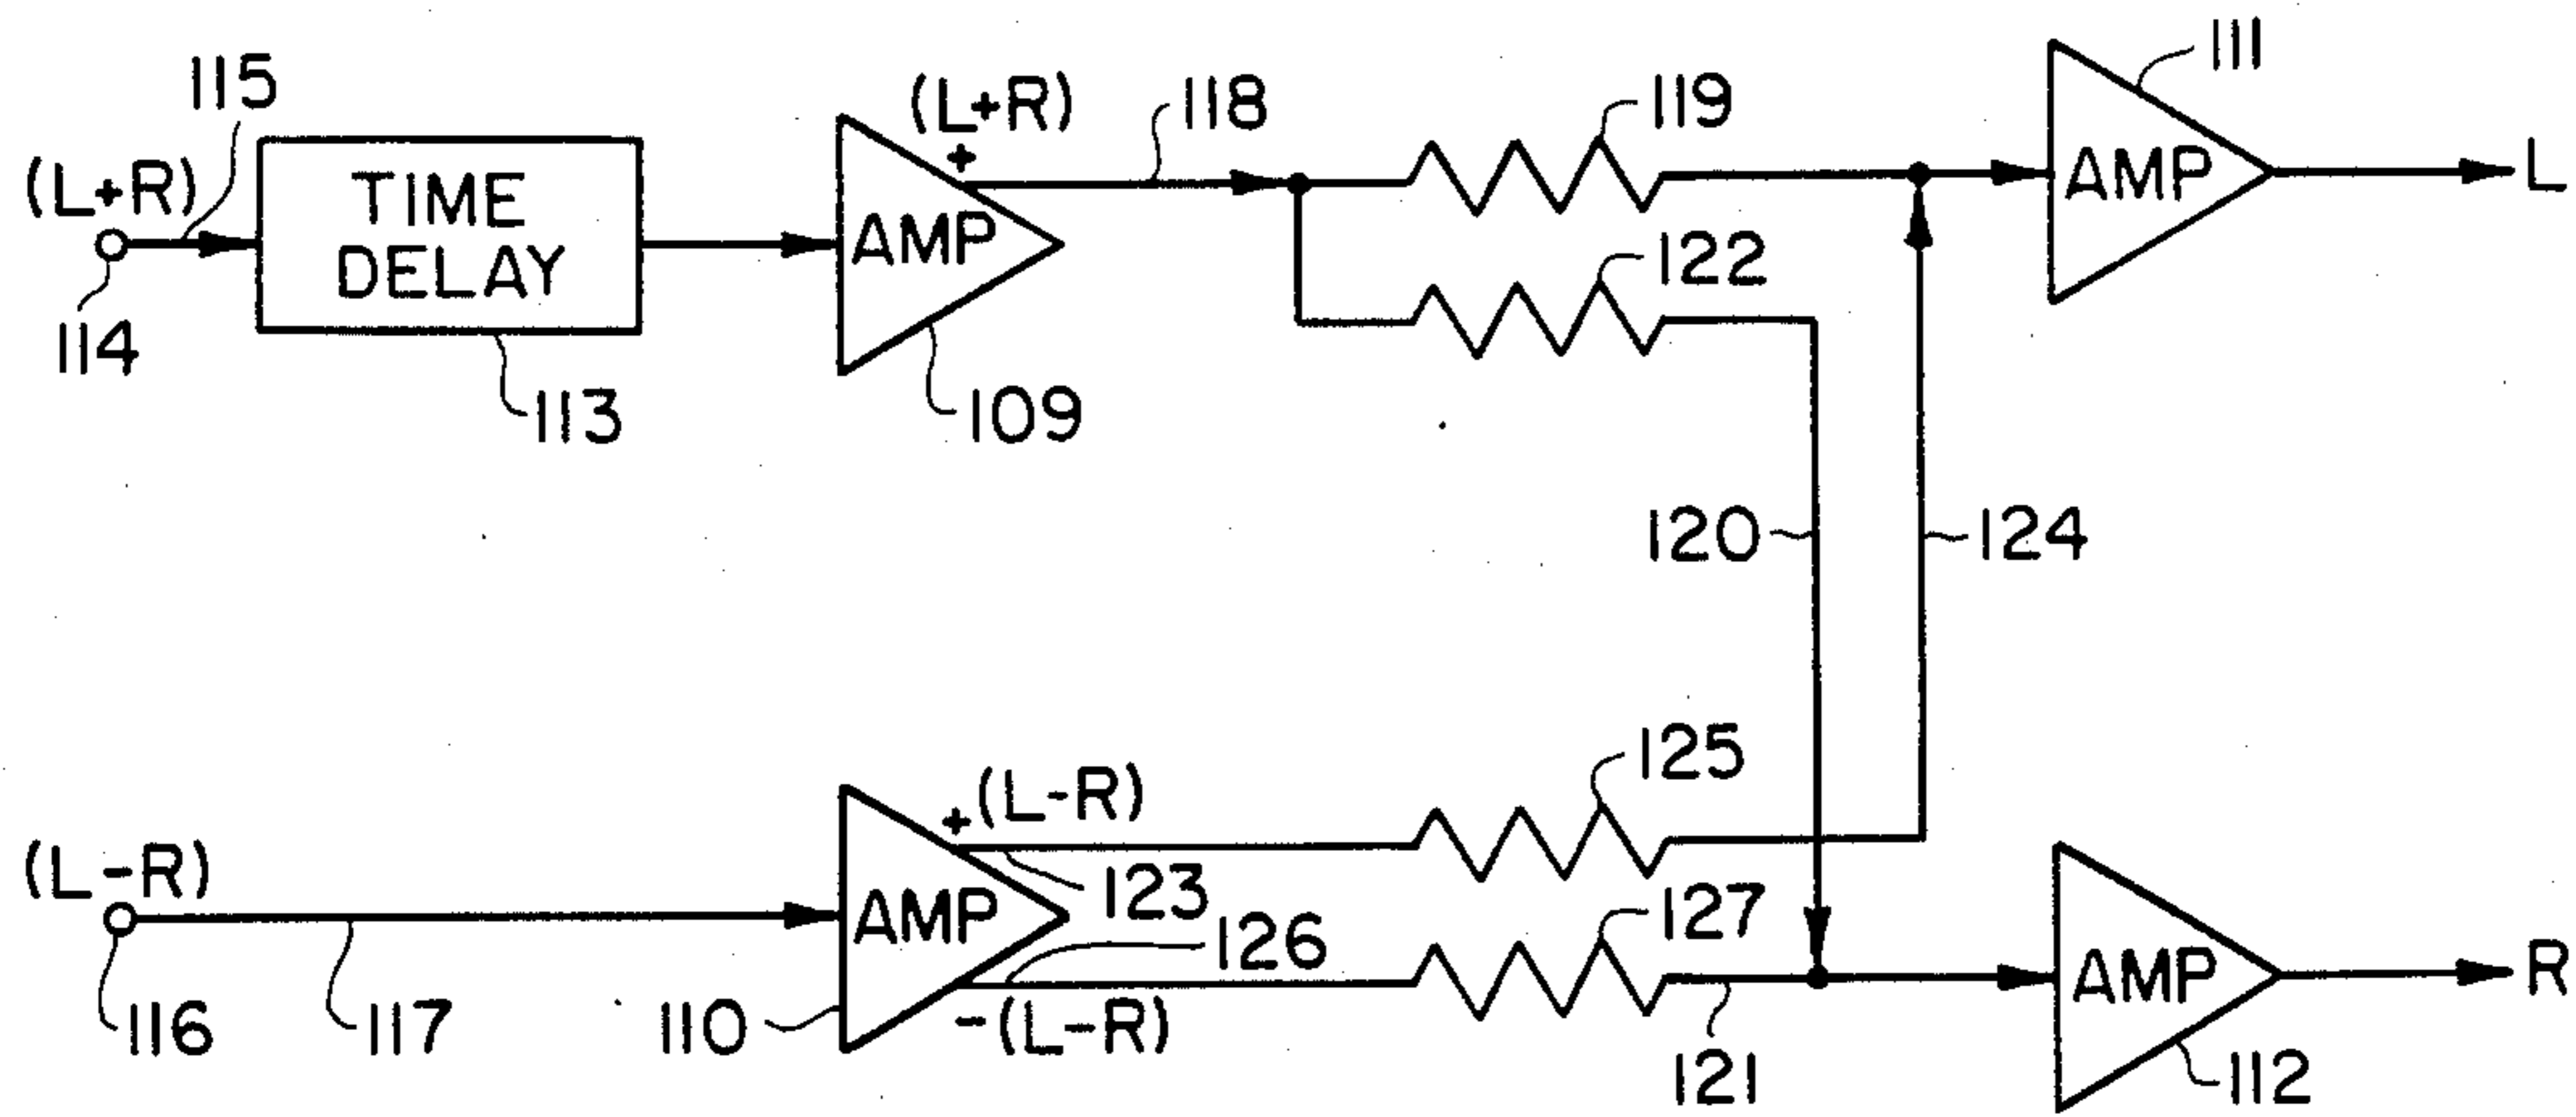 115
(L+R)
114
TIME
DELAY
113
(L+R)
+
AMP
109
118
119
122
111
AMP
L
120
124
(L-R)
116
117
110
AMP
+(L-R)
123
126
-(L-R)
125
127
121
AMP
112
R